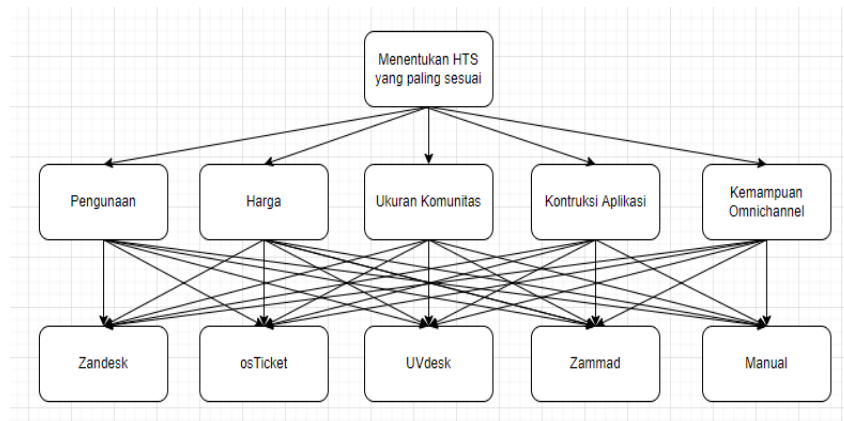 Menentukan HTS
yang paling sesuai
Pengunaan
Harga
Ukuran Komunitas
Kontruksi Aplikasi
Kemampuan
Omnichannel
Zandesk
osTicket
UVdesk
Zammad
Manual